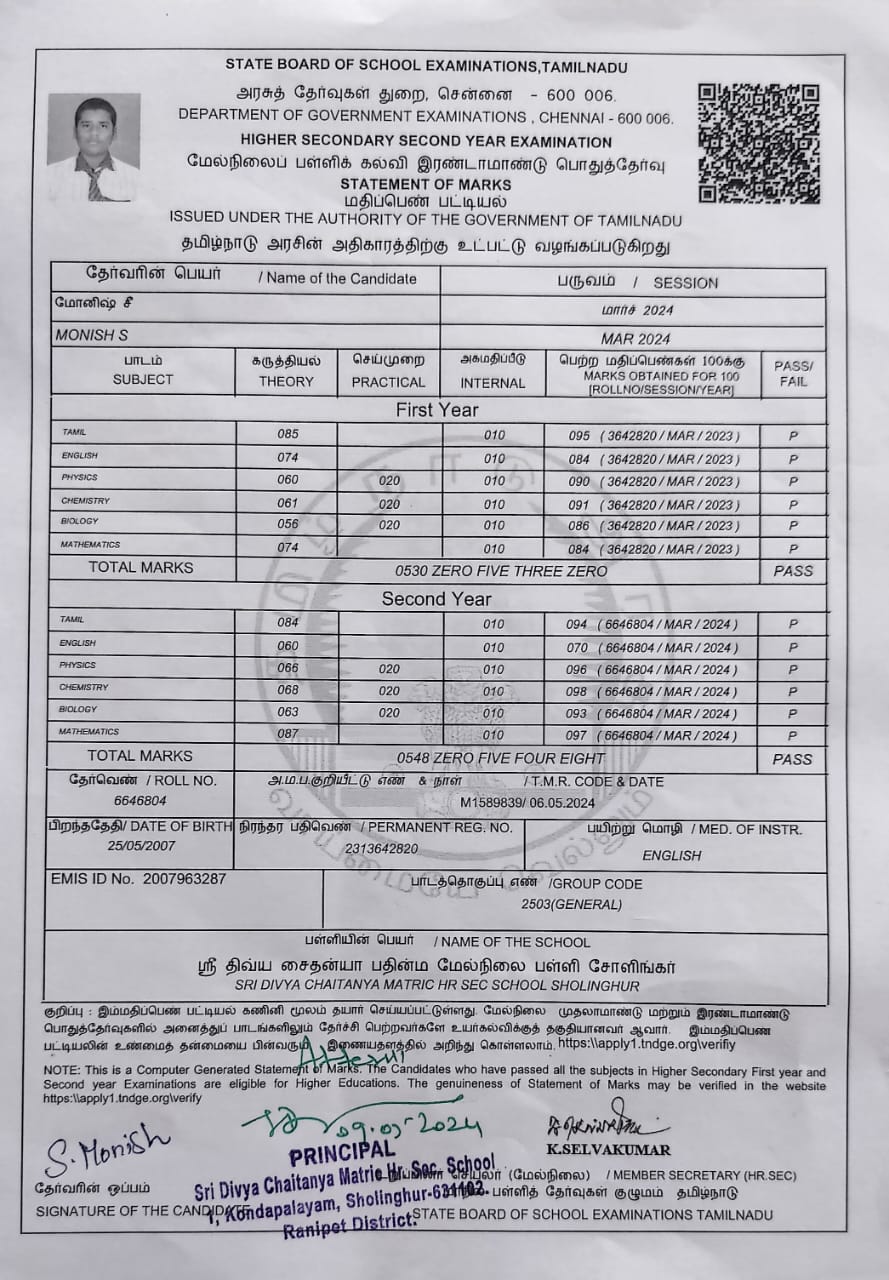 STATE BOARD OF SCHOOL EXAMINATIONS,TAMILNADU
அரசுத் தேர்வுகள் துறை, சென்னை - 600 006.
DEPARTMENT OF GOVERNMENT EXAMINATIONS , CHENNAI - 600 006.
HIGHER SECONDARY SECOND YEAR EXAMINATION
மேல்நிலைப் பள்ளிக் கல்வி இரண்டாமாண்டு பொதுத்தேர்வு
STATEMENT OF MARKS
மதிப்பெண் பட்டியல்
ISSUED UNDER THE AUTHORITY OF THE GOVERNMENT OF TAMILNADU
தமிழ்நாடு அரசின் அதிகாரத்திற்கு உட்பட்டு வழங்கப்படுகிறது
தேர்வரின் பெயர் / Name of the Candidate பருவம் / SESSION
மோனிஷ் சீ மார்ச் 2024
MONISH S MAR 2024
பாடம் கருத்தியல் செய்முறை அகமதிப்பீடு பெற்ற மதிப்பெண்கள் 100க்கு PASS/
SUBJECT THEORY PRACTICAL INTERNAL MARKS OBTAINED FOR 100 FAIL
[ROLLNO/SESSION/YEAR]
First Year
TAMIL 085 010 095 ( 3642820 / MAR / 2023 ) P
ENGLISH 074 010 084 ( 3642820 / MAR / 2023 ) P
PHYSICS 060 020 010 090 ( 3642820 / MAR / 2023 ) P
CHEMISTRY 061 020 010 091 ( 3642820 / MAR / 2023 ) P
BIOLOGY 056 020 010 086 ( 3642820 / MAR / 2023 ) P
MATHEMATICS 074 010 084 ( 3642820 / MAR / 2023 ) P
TOTAL MARKS 0530 ZERO FIVE THREE ZERO PASS
Second Year
TAMIL 084 010 094 ( 6646804 / MAR / 2024 ) P
ENGLISH 060 010 070 ( 6646804 / MAR / 2024 ) P
PHYSICS 066 020 010 096 ( 6646804 / MAR / 2024 ) P
CHEMISTRY 068 020 010 098 ( 6646804 / MAR / 2024 ) P
BIOLOGY 063 020 010 093 ( 6646804 / MAR / 2024 ) P
MATHEMATICS 087 010 097 ( 6646804 / MAR / 2024 ) P
TOTAL MARKS 0548 ZERO FIVE FOUR EIGHT PASS
தேர்வெண் / ROLL NO. அ.ம.ப.குறியீட்டு எண் & நாள் / T.M.R. CODE & DATE
6646804 M1589839/ 06.05.2024
பிறந்ததேதி/ DATE OF BIRTH நிரந்தர பதிவெண் / PERMANENT REG. NO. பயிற்று மொழி / MED. OF INSTR.
25/05/2007 2313642820 ENGLISH
EMIS ID No. 2007963287 பாடத்தொகுப்பு எண் /GROUP CODE
2503(GENERAL)
பள்ளியின் பெயர் / NAME OF THE SCHOOL
ஸ்ரீ திவ்ய சைதன்யா பதின்ம மேல்நிலை பள்ளி சோளிங்கர்
SRI DIVYA CHAITANYA MATRIC HR SEC SCHOOL SHOLINGHUR
குறிப்பு : இம்மதிப்பெண் பட்டியல் கணினி மூலம் தயார் செய்யப்பட்டுள்ளது. மேல்நிலை முதலாமாண்டு மற்றும் இரண்டாமாண்டு
பொதுத்தேர்வுகளில் அனைத்துப் பாடங்களிலும் தேர்ச்சி பெற்றவர்களே உயர்கல்விக்குத் தகுதியானவர் ஆவார். இம்மதிப்பெண்
பட்டியலின் உண்மைத் தன்மையை பின்வரும் இணையதளத்தில் அறிந்து கொள்ளலாம். https:\\apply1.tndge.org\verifiy
NOTE: This is a Computer Generated Statement of Marks. The Candidates who have passed all the subjects in Higher Secondary First year and
Second year Examinations are eligible for Higher Educations. The genuineness of Statement of Marks may be verified in the website
https:\\apply1.tndge.org\verify
S. Monish 09.05-2024
PRINCIPAL K.SELVAKUMAR
Sri Divya Chaitanya Matric Hr. Sec. School செயலர் (மேல்நிலை) / MEMBER SECRETARY (HR.SEC)
தேர்வரின் ஒப்பம் 1, Kondapalayam, Sholinghur-631102. பள்ளித் தேர்வுகள் குழுமம் தமிழ்நாடு
SIGNATURE OF THE CANDIDATE Ranipet District. STATE BOARD OF SCHOOL EXAMINATIONS TAMILNADU